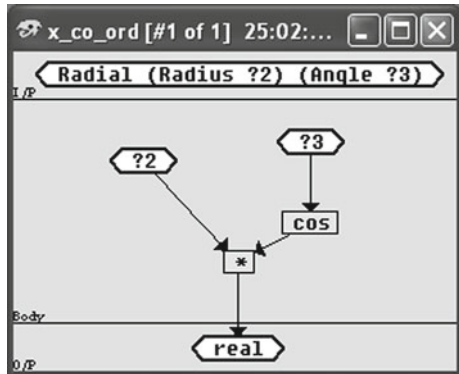 x_co_ord [#1 of 1] 25:02:...
Radial (Radius ?2) (Angle ?3)
I/P
?3
?2
cos
*
Body
real
O/P